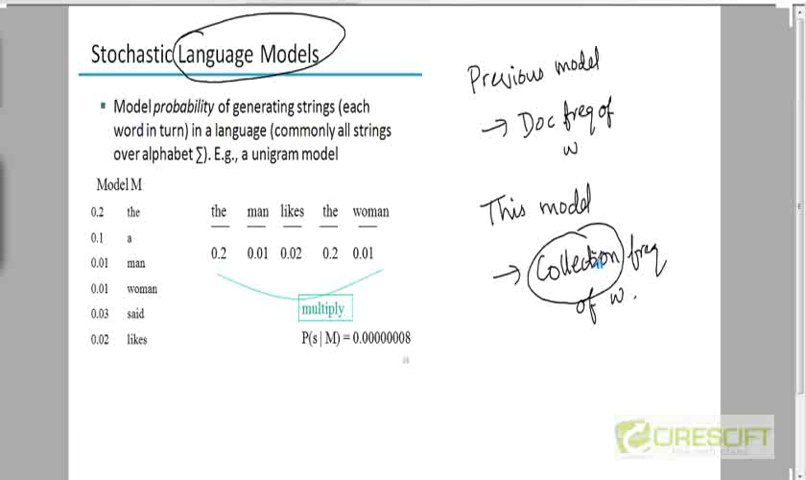 Stochastic Language Models
▪ Model probability of generating strings (each
word in turn) in a language (commonly all strings
over alphabet ∑). E.g., a unigram model
Model M
0.2 the
0.1 a
0.01 man
0.01 woman
0.03 said
0.02 likes
the man likes the woman
0.2 0.01 0.02 0.2 0.01
multiply
P(s | M) = 0.00000008
Previous model
→ Doc freq of
w
This model
→ Collection freq
of w.
CIRESCIFT